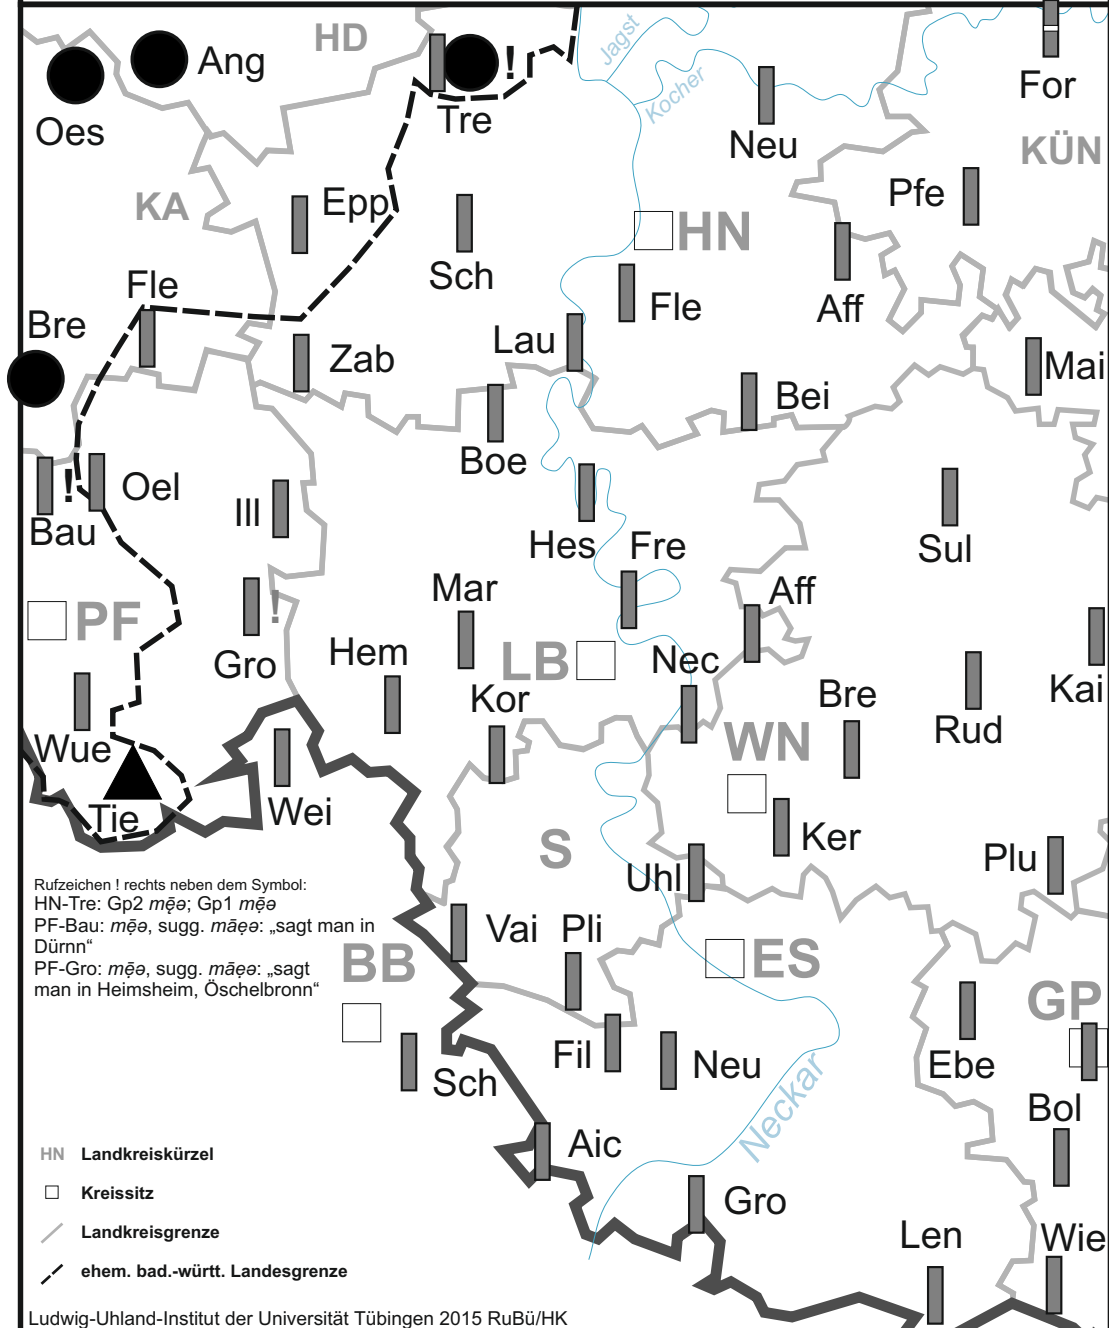 HD
Jagst
Ang
!
For
Oes
Tre
Kocher
Neu
KÜN
KA
Epp
Pfe
HN
Sch
Fle
Fle
Aff
Bre
Lau
Zab
Mai
Bei
Boe
! Oel
Ill
Bau
Hes Fre
Sul
Mar
Aff
PF
!
Gro
Hem
LB
Nec
Kor
Bre
Kai
Rud
Wue
WN
Tie
Wei
S
Ker
Uhl
Plu
Rufzeichen ! rechts neben dem Symbol:
HN-Tre: Gp2 mẹ̄ə; Gp1 mẹ̄ə
PF-Bau: mẹ̄ə, sugg. māẹə: „sagt man in
Dürnn“
PF-Gro: mẹ̄ə, sugg. māẹə: „sagt
man in Heimsheim, Öschelbronn“
Vai Pli
BB
ES
GP
Fil
Neu
Ebe
Sch
Neckar
Bol
Aic
HN Landkreiskürzel
Kreissitz
Gro
Landkreisgrenze
Len
Wie
ehem. bad.-württ. Landesgrenze
Ludwig-Uhland-Institut der Universität Tübingen 2015 RuBü/HK